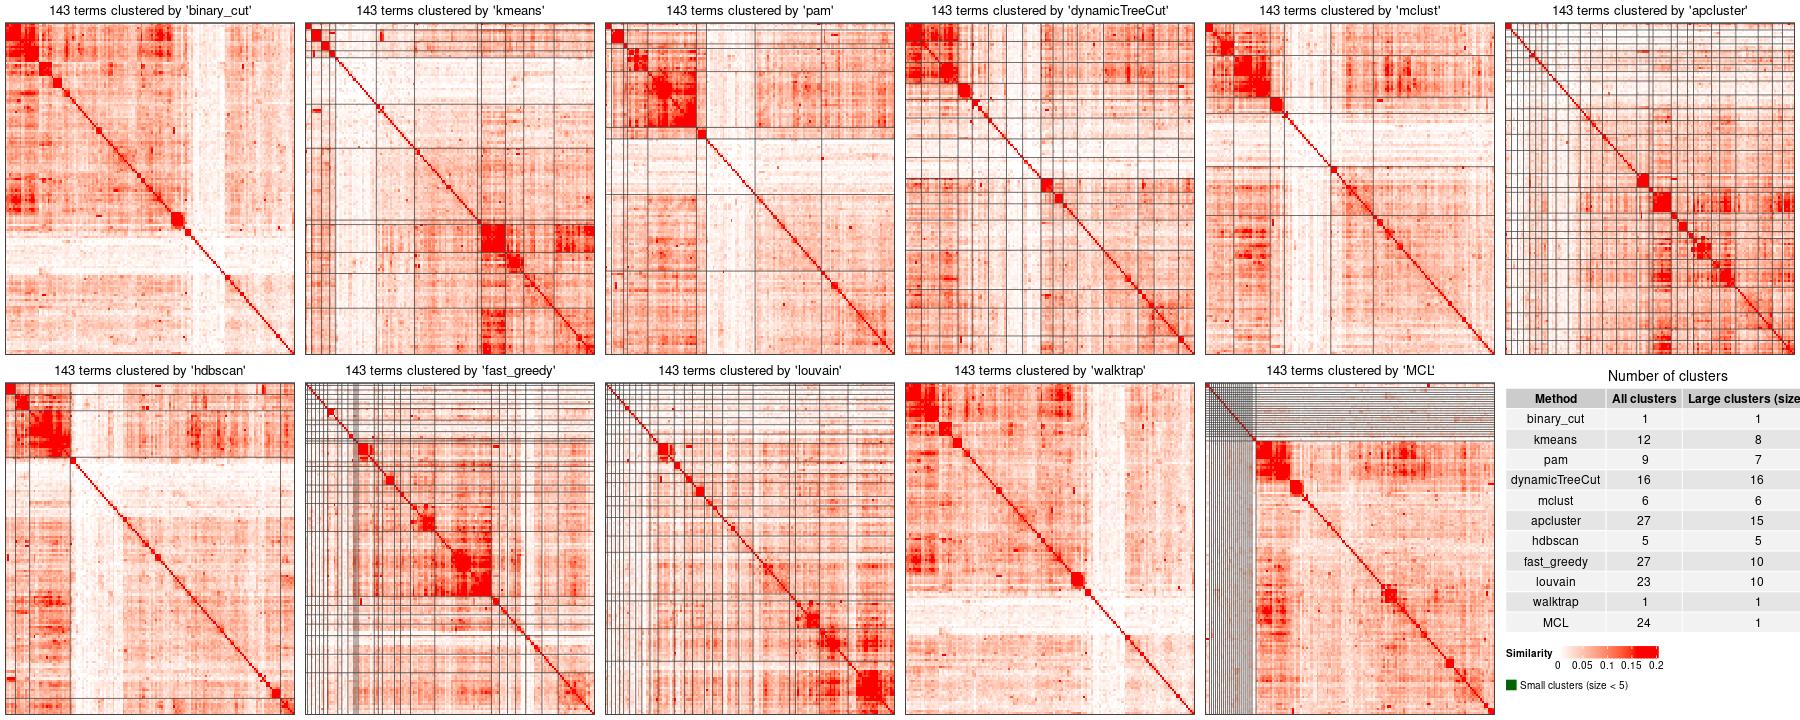 143 terms clustered by 'binary_cut'
143 terms clustered by 'kmeans'
143 terms clustered by 'pam'
143 terms clustered by 'dynamicTreeCut'
143 terms clustered by 'mclust'
143 terms clustered by 'apcluster'
143 terms clustered by 'hdbscan'
143 terms clustered by 'fast_greedy'
143 terms clustered by 'louvain'
143 terms clustered by 'walktrap'
143 terms clustered by 'MCL'
Number of clusters
Method All clusters Large clusters (size
binary_cut 1 1
kmeans 12 8
pam 9 7
dynamicTreeCut 16 16
mclust 6 6
apcluster 27 15
hdbscan 5 5
fast_greedy 27 10
louvain 23 10
walktrap 1 1
MCL 24 1
Similarity
0 0.05 0.1 0.15 0.2
Small clusters (size < 5)